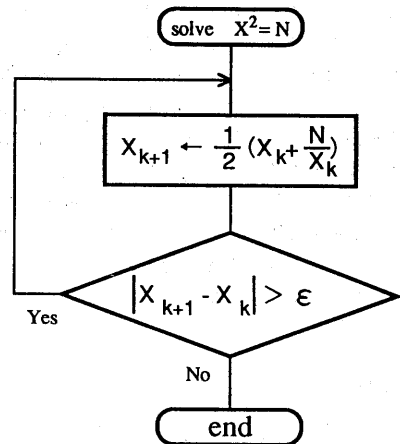 solve X² = N
X_{k+1} ← 1/2 (X_k + N/X_k)
|X_{k+1} - X_k| > ε
Yes
No
end